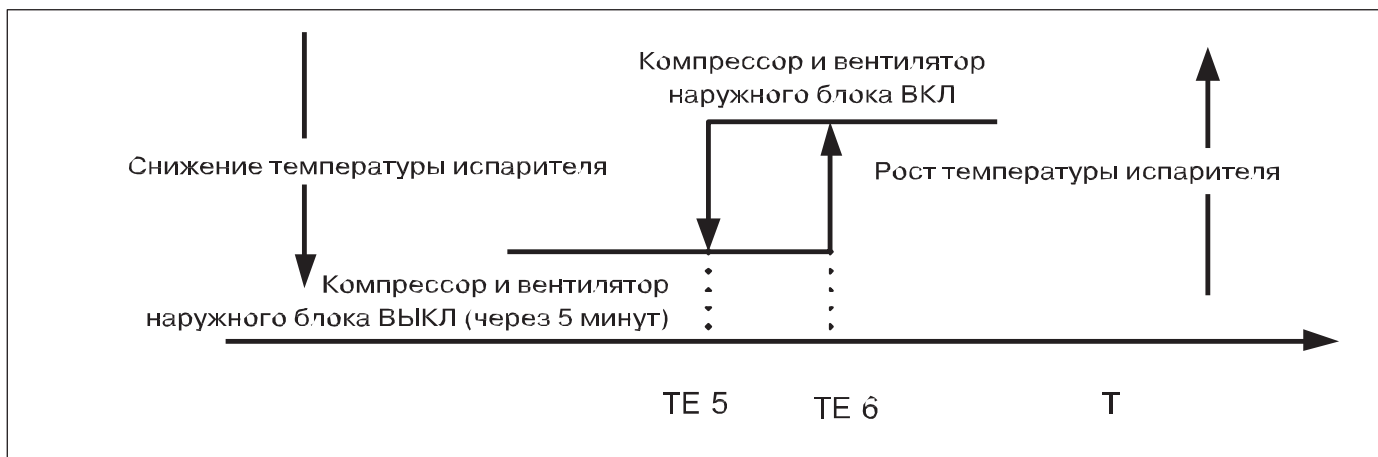 Компрессор и вентилятор
наружного блока ВКЛ
Снижение температуры испарителя
Рост температуры испарителя
Компрессор и вентилятор
наружного блока ВЫКЛ (через 5 минут)
TE 5
TE 6
T